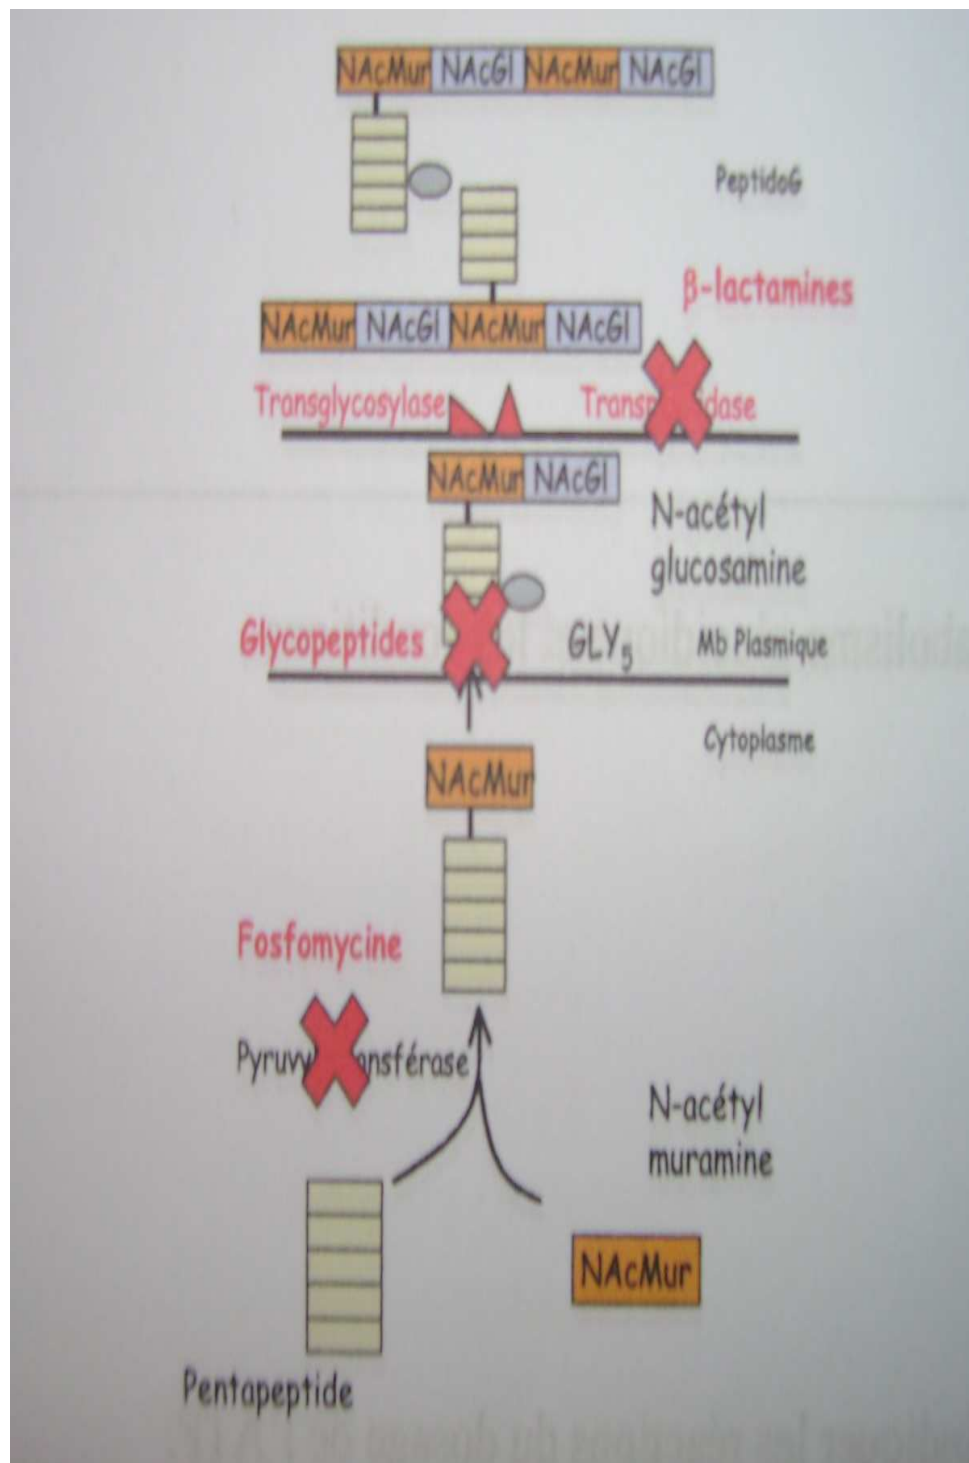 NAcMur NAcGl NAcMur NAcGl
PeptidoG
β-lactamines
NAcMur NAcGl NAcMur NAcGl
Transglycosylase
NAcMur NAcGl
N-acétyl
glucosamine
Glycopeptides GLY5 Mb Plasmique
Cytoplasme
NAcMur
Fosfomycine
N-acétyl
muramine
NAcMur
Pentapeptide